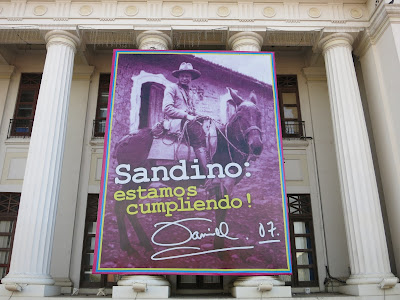 Sandino:
estamos
cumpliendo!
Daniel 07.